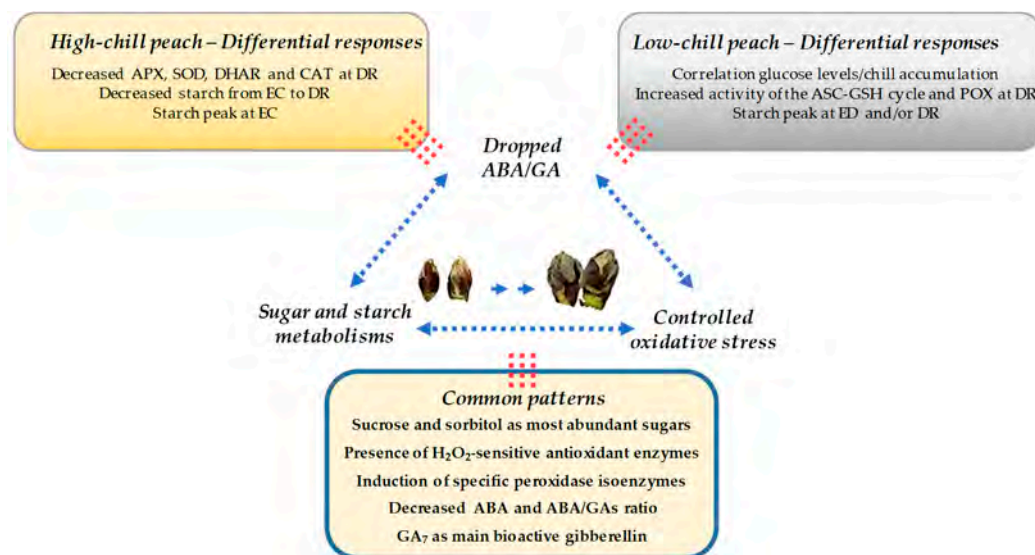 High-chill peach – Differential responses
Decreased APX, SOD, DHAR and CAT at DR
Decreased starch from EC to DR
Starch peak at EC
Low-chill peach – Differential responses
Correlation glucose levels/chill accumulation
Increased activity of the ASC-GSH cycle and POX at DR
Starch peak at ED and/or DR
Dropped
ABA/GA
Sugar and starch
metabolisms
Controlled
oxidative stress
Common patterns
Sucrose and sorbitol as most abundant sugars
Presence of H₂O₂-sensitive antioxidant enzymes
Induction of specific peroxidase isoenzymes
Decreased ABA and ABA/GAs ratio
GA₇ as main bioactive gibberellin